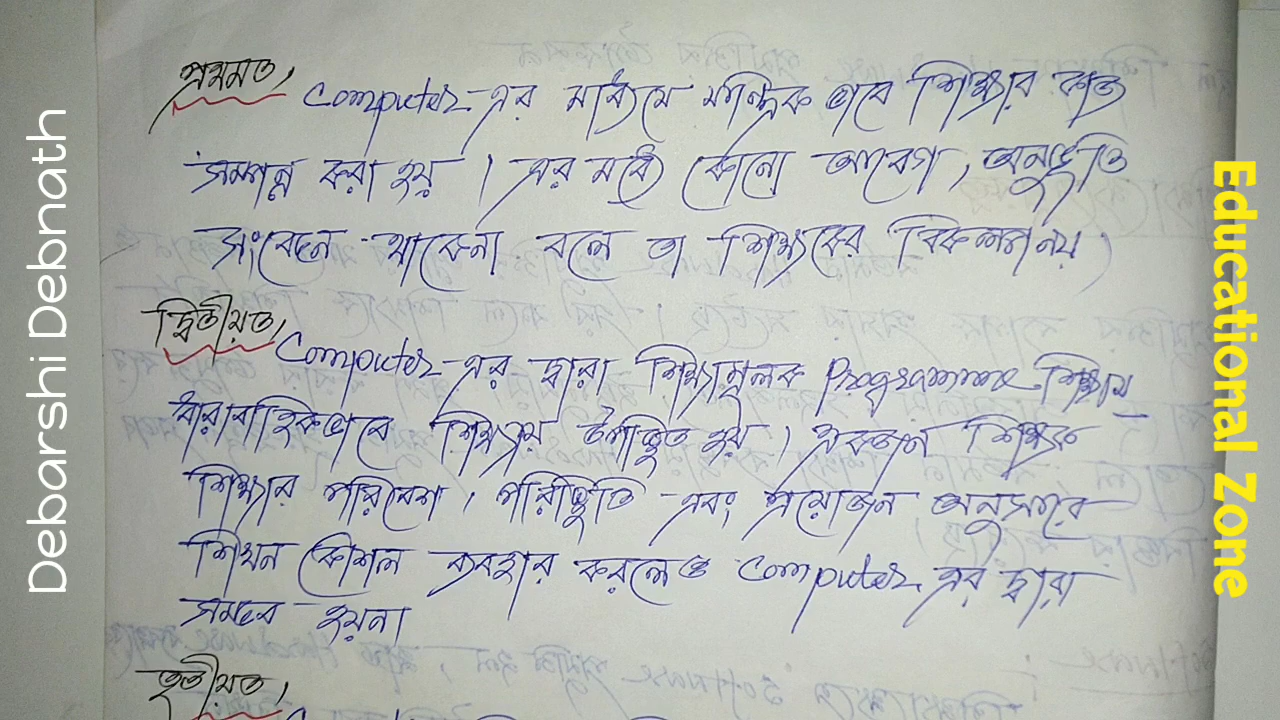 প্রথমত,
Computer-এর মাধ্যমে যান্ত্রিক ভাবে শিক্ষার কাজ
সম্পন্ন করা হয় । এর মধ্যে কোনো আবেগ, অনুভূতি
সংবেদন থাকেনা বলে তা শিক্ষকের বিকল্প নয়।
দ্বিতীয়ত,
Computer-এর দ্বারা শিক্ষামূলক Programme শিক্ষায়
ধারাবাহিকভাবে শিক্ষায় উপস্থিত হয়। একজন শিক্ষক
শিক্ষার পরিবেশ, পরিস্থিতি এবং প্রয়োজন অনুসারে
শিখন কৌশল ব্যবহার করলেও Computer এর দ্বারা
সম্ভব হয়না
তৃতীয়ত,
Debarshi Debnath
Educational Zone